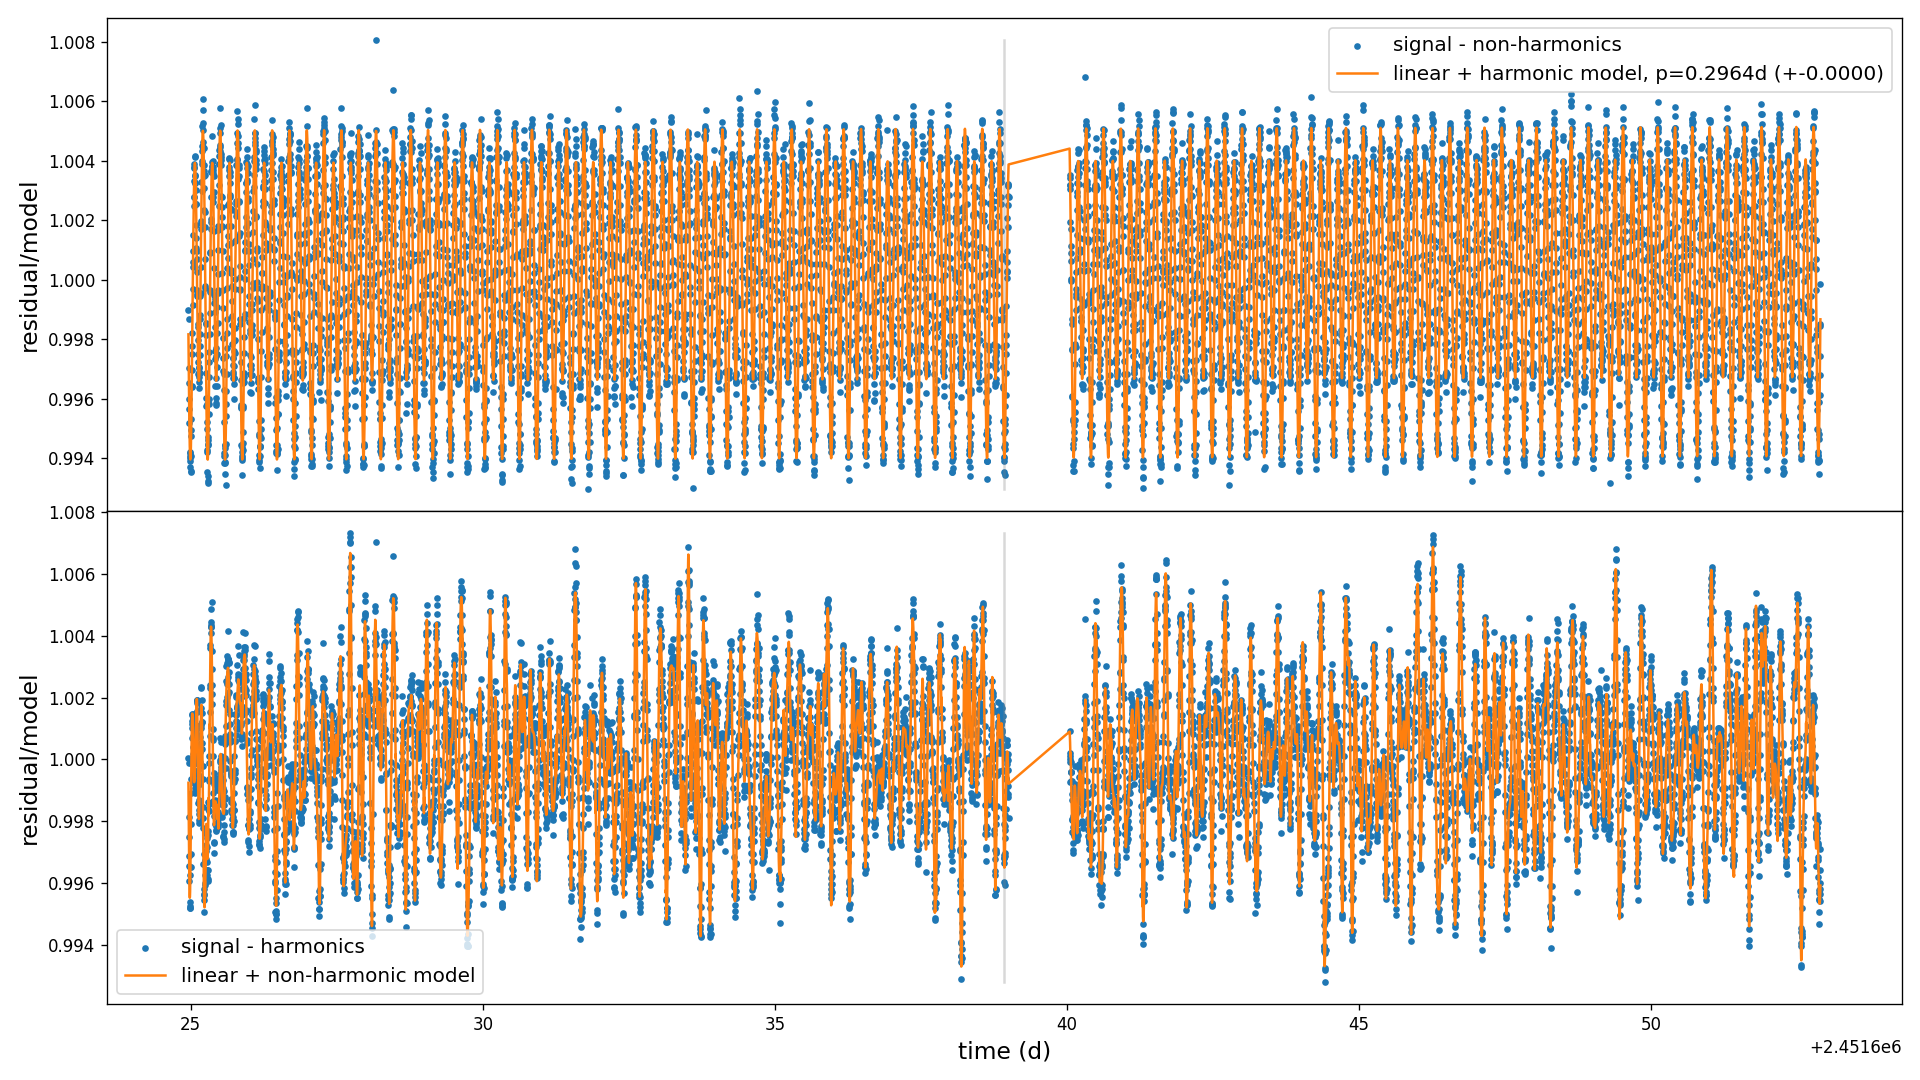 1.008
1.006
1.004
1.002
1.000
0.998
0.996
0.994
residual/model
signal - non-harmonics
linear + harmonic model, p=0.2964d (+-0.0000)
1.008
1.006
1.004
1.002
1.000
0.998
0.996
0.994
residual/model
signal - harmonics
linear + non-harmonic model
25
30
35
40
45
50
time (d)
+2.4516e6